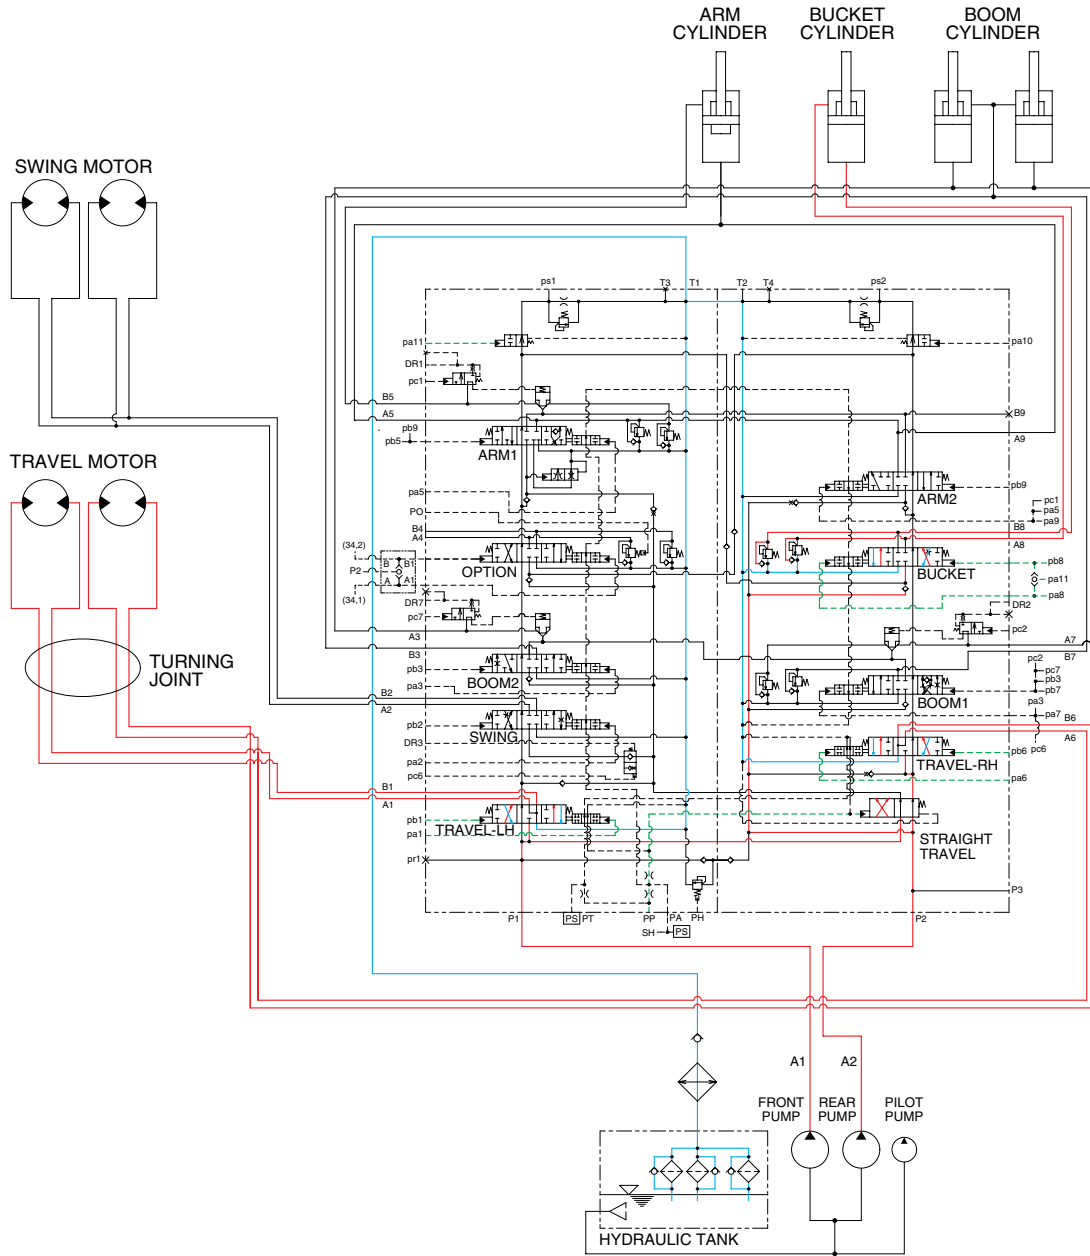 ARM
CYLINDER
BUCKET
CYLINDER
BOOM
CYLINDER
SWING MOTOR
TRAVEL MOTOR
TURNING
JOINT
ps1
T3
T1
T2
T4
ps2
pa11
DR1
pc1
B5
A5
pb9
pb5
ARM1
pa5
PO
B4
A4
(34,2)
B
B1
P2
A
A1
(34,1)
OPTION
DR7
pc7
A3
B3
pb3
BOOM2
pa3
B2
A2
pb2
SWING
DR3
pa2
pc6
B1
A1
pb1
TRAVEL-LH
pa1
pr1
pa10
B9
A9
ARM2
pb9
pc1
pa5
pa9
B8
A8
BUCKET
pb8
pa11
pa8
DR2
pc2
A7
B7
pc2
pc7
pb3
pb7
BOOM1
pa3
pa7
B6
A6
pc6
pb6
TRAVEL-RH
pa6
STRAIGHT
TRAVEL
P3
P1
PS
PT
PP
PA
PH
P2
SH
PS
A1
A2
FRONT
PUMP
REAR
PUMP
PILOT
PUMP
HYDRAULIC TANK